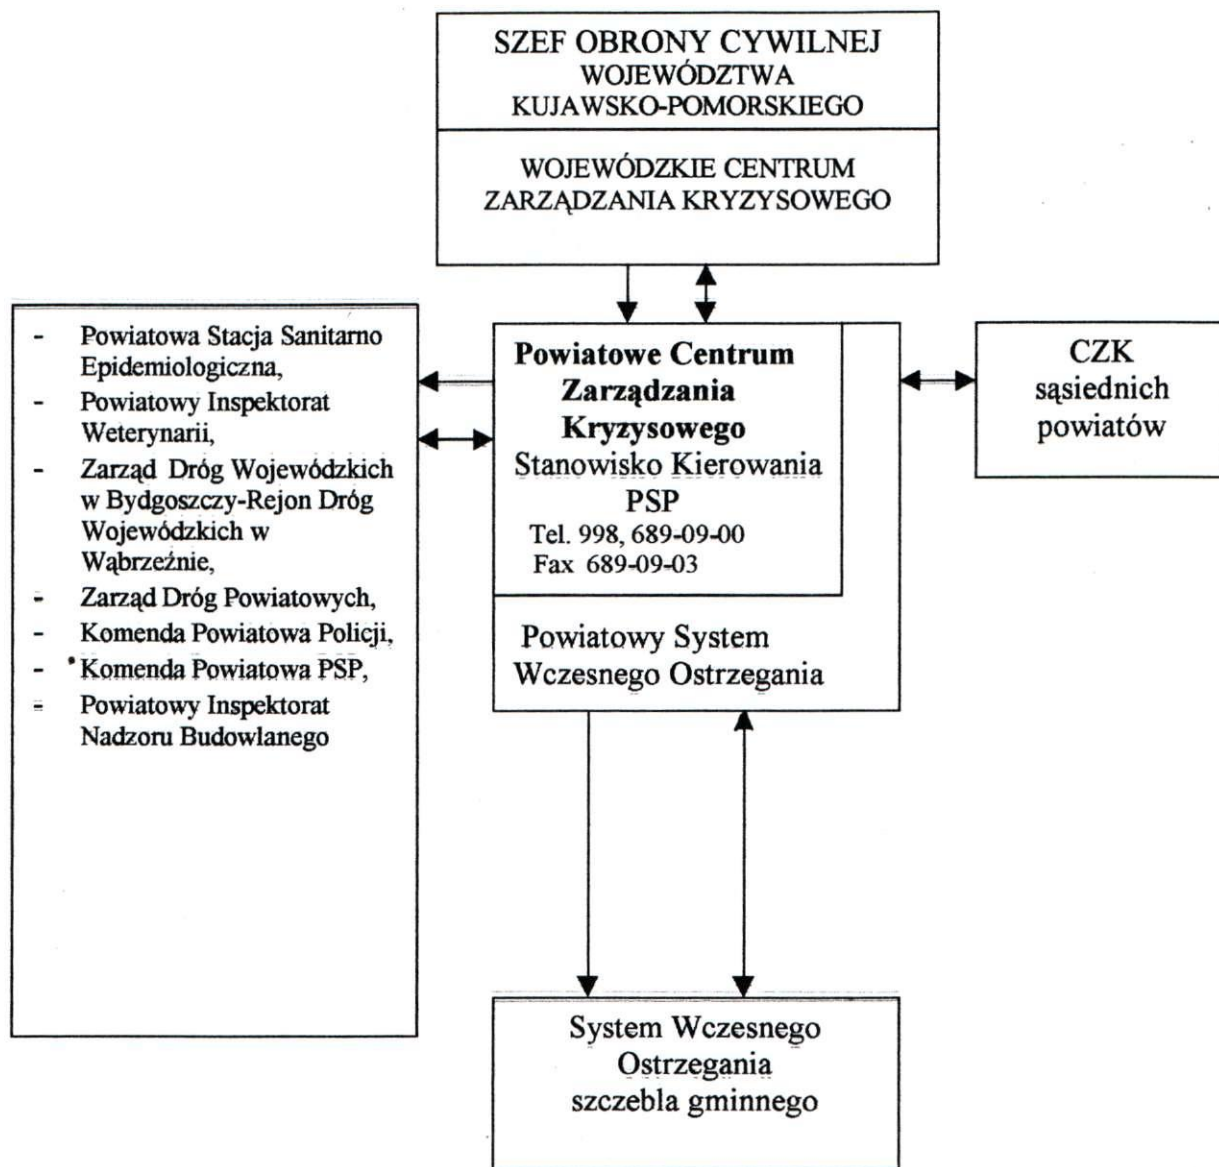 SZEF OBRONY CYWILNEJ
WOJEWÓDZTWA
KUJAWSKO-POMORSKIEGO
WOJEWÓDZKIE CENTRUM
ZARZĄDZANIA KRYZYSOWEGO
- Powiatowa Stacja Sanitarno
Epidemiologiczna,
- Powiatowy Inspektorat
Weterynarii,
- Zarząd Dróg Wojewódzkich
w Bydgoszczy-Rejon Dróg
Wojewódzkich w
Wąbrzeźnie,
- Zarząd Dróg Powiatowych,
- Komenda Powiatowa Policji,
- Komenda Powiatowa PSP,
- Powiatowy Inspektorat
Nadzoru Budowlanego
Powiatowe Centrum
Zarządzania
Kryzysowego
Stanowisko Kierowania
PSP
Tel. 998, 689-09-00
Fax 689-09-03
Powiatowy System
Wczesnego Ostrzegania
CZK
sąsiednich
powiatów
System Wczesnego
Ostrzegania
szczebla gminnego